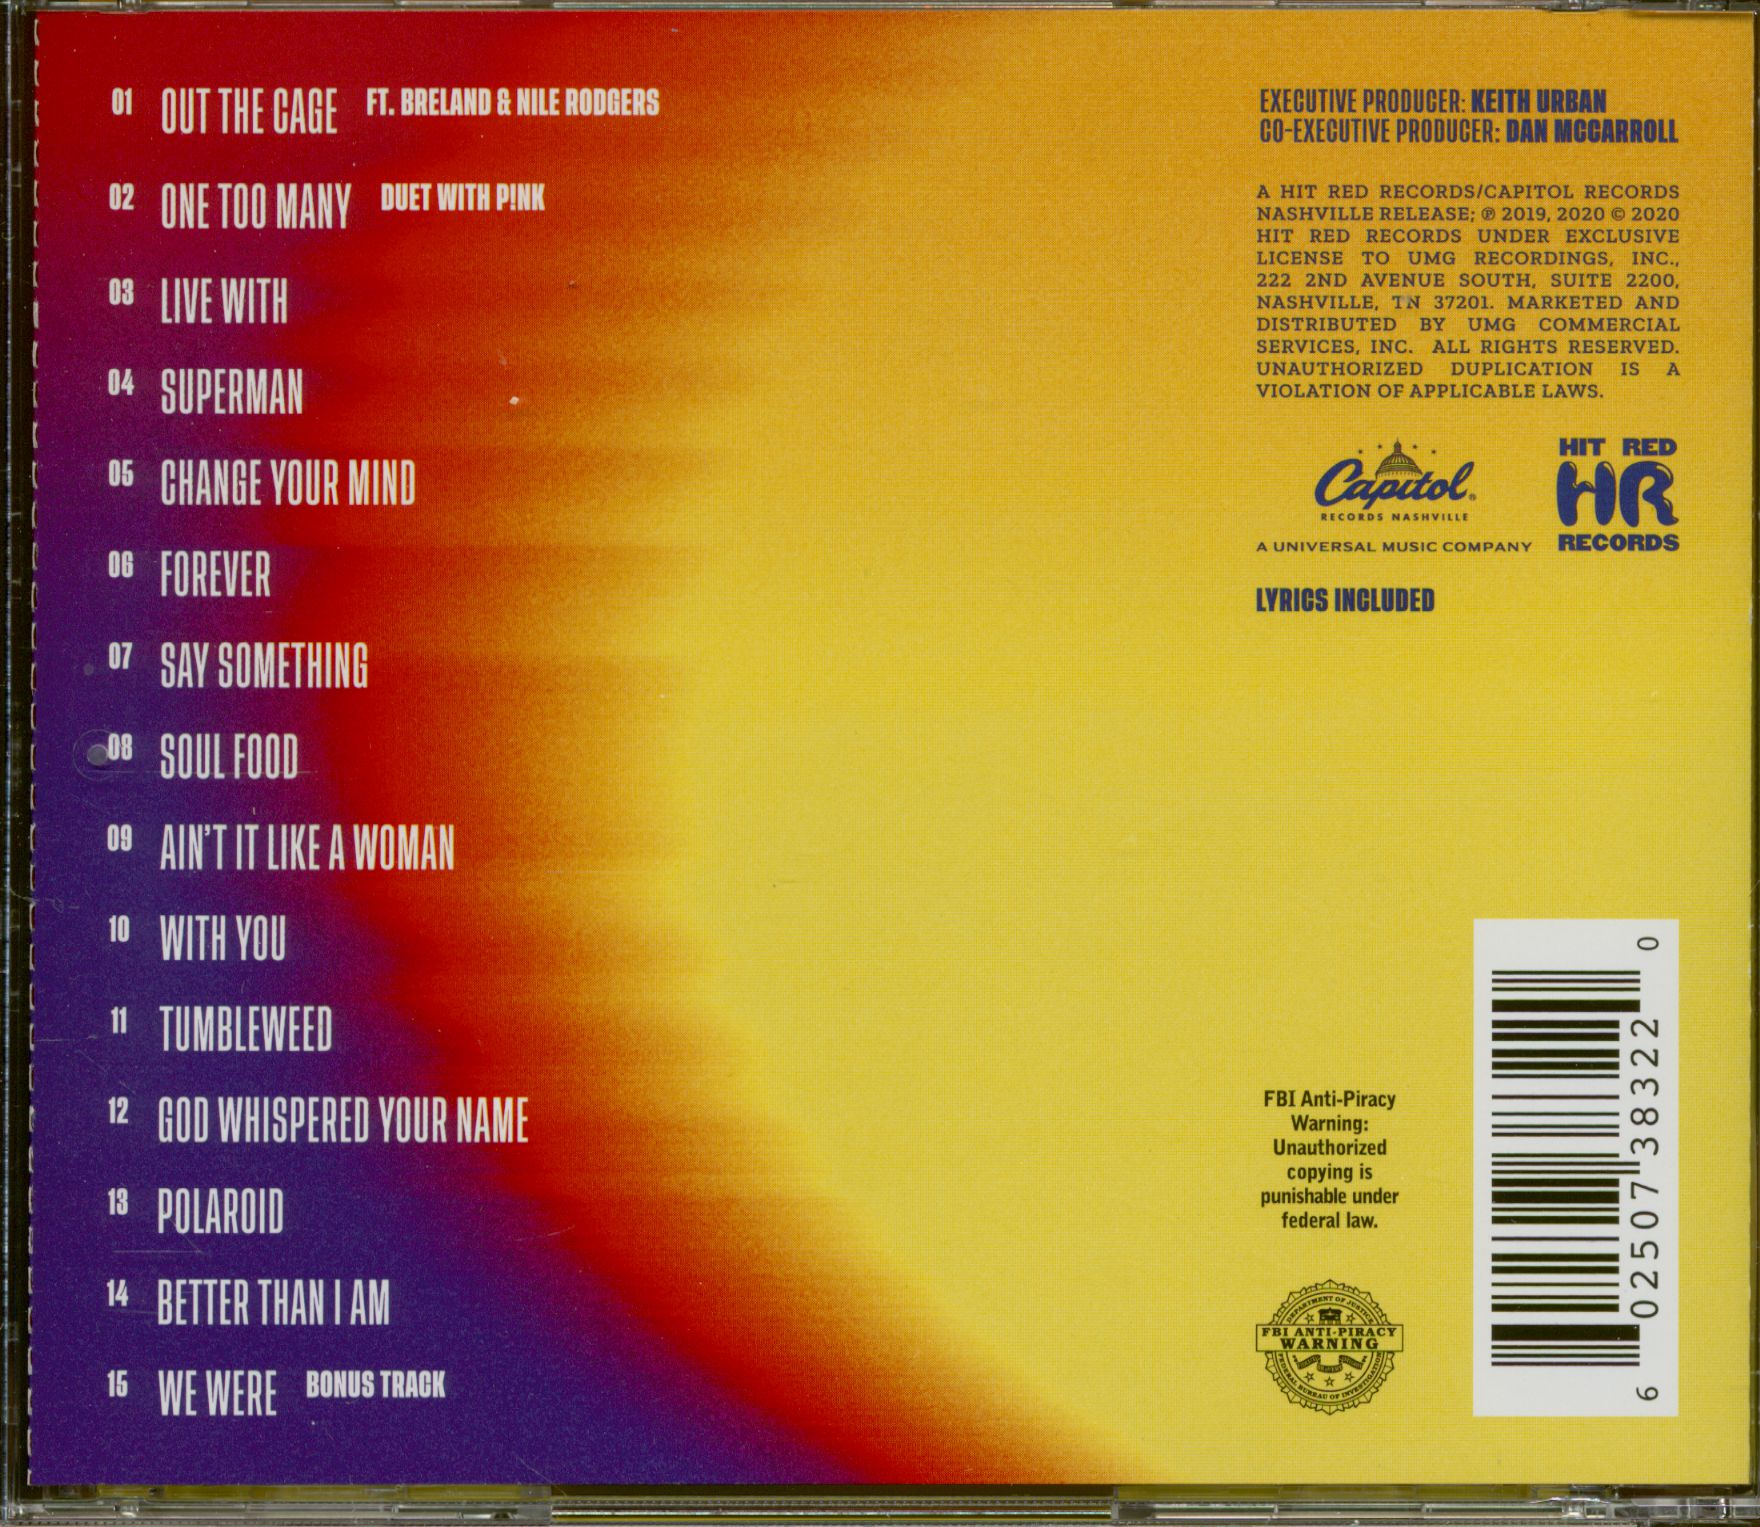 01 OUT THE CAGE FT. BRELAND & NILE RODGERS
02 ONE TOO MANY DUET WITH P!NK
03 LIVE WITH
04 SUPERMAN
05 CHANGE YOUR MIND
06 FOREVER
07 SAY SOMETHING
08 SOUL FOOD
09 AIN'T IT LIKE A WOMAN
10 WITH YOU
11 TUMBLEWEED
12 GOD WHISPERED YOUR NAME
13 POLAROID
14 BETTER THAN I AM
15 WE WERE BONUS TRACK
EXECUTIVE PRODUCER: KEITH URBAN
CO-EXECUTIVE PRODUCER: DAN MCCARROLL
A HIT RED RECORDS/CAPITOL RECORDS
NASHVILLE RELEASE; ℗ 2019, 2020 © 2020
HIT RED RECORDS UNDER EXCLUSIVE
LICENSE TO UMG RECORDINGS, INC.,
222 2ND AVENUE SOUTH, SUITE 2200,
NASHVILLE, TN 37201. MARKETED AND
DISTRIBUTED BY UMG COMMERCIAL
SERVICES, INC. ALL RIGHTS RESERVED.
UNAUTHORIZED DUPLICATION IS A
VIOLATION OF APPLICABLE LAWS.
Capitol®
RECORDS NASHVILLE
A UNIVERSAL MUSIC COMPANY
HIT RED
HR
RECORDS
LYRICS INCLUDED
FBI Anti-Piracy
Warning:
Unauthorized
copying is
punishable under
federal law.
DEPARTMENT OF JUSTICE
FBI ANTI-PIRACY
WARNING
FEDERAL BUREAU OF INVESTIGATION
6 02507 38322 0